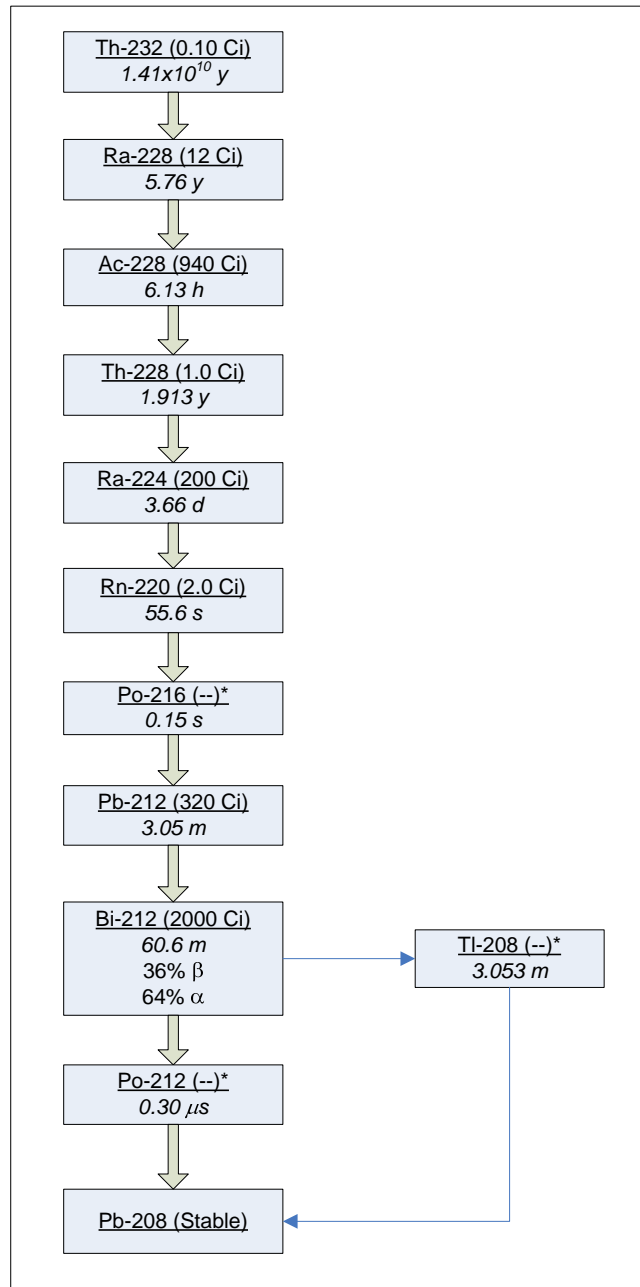 Th-232 (0.10 Ci)
1.41x10¹⁰ y
Ra-228 (12 Ci)
5.76 y
Ac-228 (940 Ci)
6.13 h
Th-228 (1.0 Ci)
1.913 y
Ra-224 (200 Ci)
3.66 d
Rn-220 (2.0 Ci)
55.6 s
Po-216 (--)*
0.15 s
Pb-212 (320 Ci)
3.05 m
Bi-212 (2000 Ci)
60.6 m
36% β
64% α
Tl-208 (--)*
3.053 m
Po-212 (--)*
0.30 μs
Pb-208 (Stable)